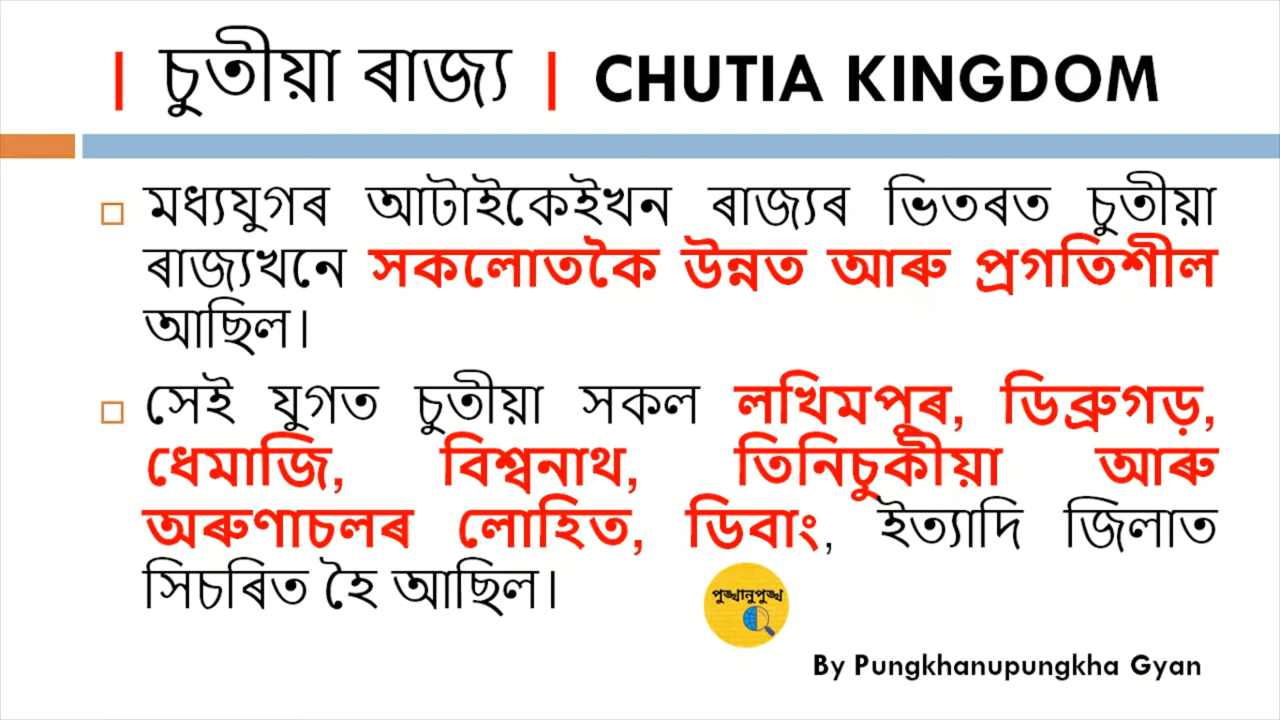 | চুতীয়া ৰাজ্য | CHUTIA KINGDOM
মধ্যযুগৰ আটাইকেইখন ৰাজ্যৰ ভিতৰত চুতীয়া
ৰাজ্যখনে সকলোতকৈ উন্নত আৰু প্ৰগতিশীল
আছিল।
সেই যুগত চুতীয়া সকল লখিমপুৰ, ডিব্ৰুগড়,
ধেমাজি, বিশ্বনাথ, তিনিচুকীয়া আৰু
অৰুণাচলৰ লোহিত, ডিবাং, ইত্যাদি জিলাত
সিচৰিত হৈ আছিল।
পুঙ্খানুপুঙ্খ
By Pungkhanupungkha Gyan